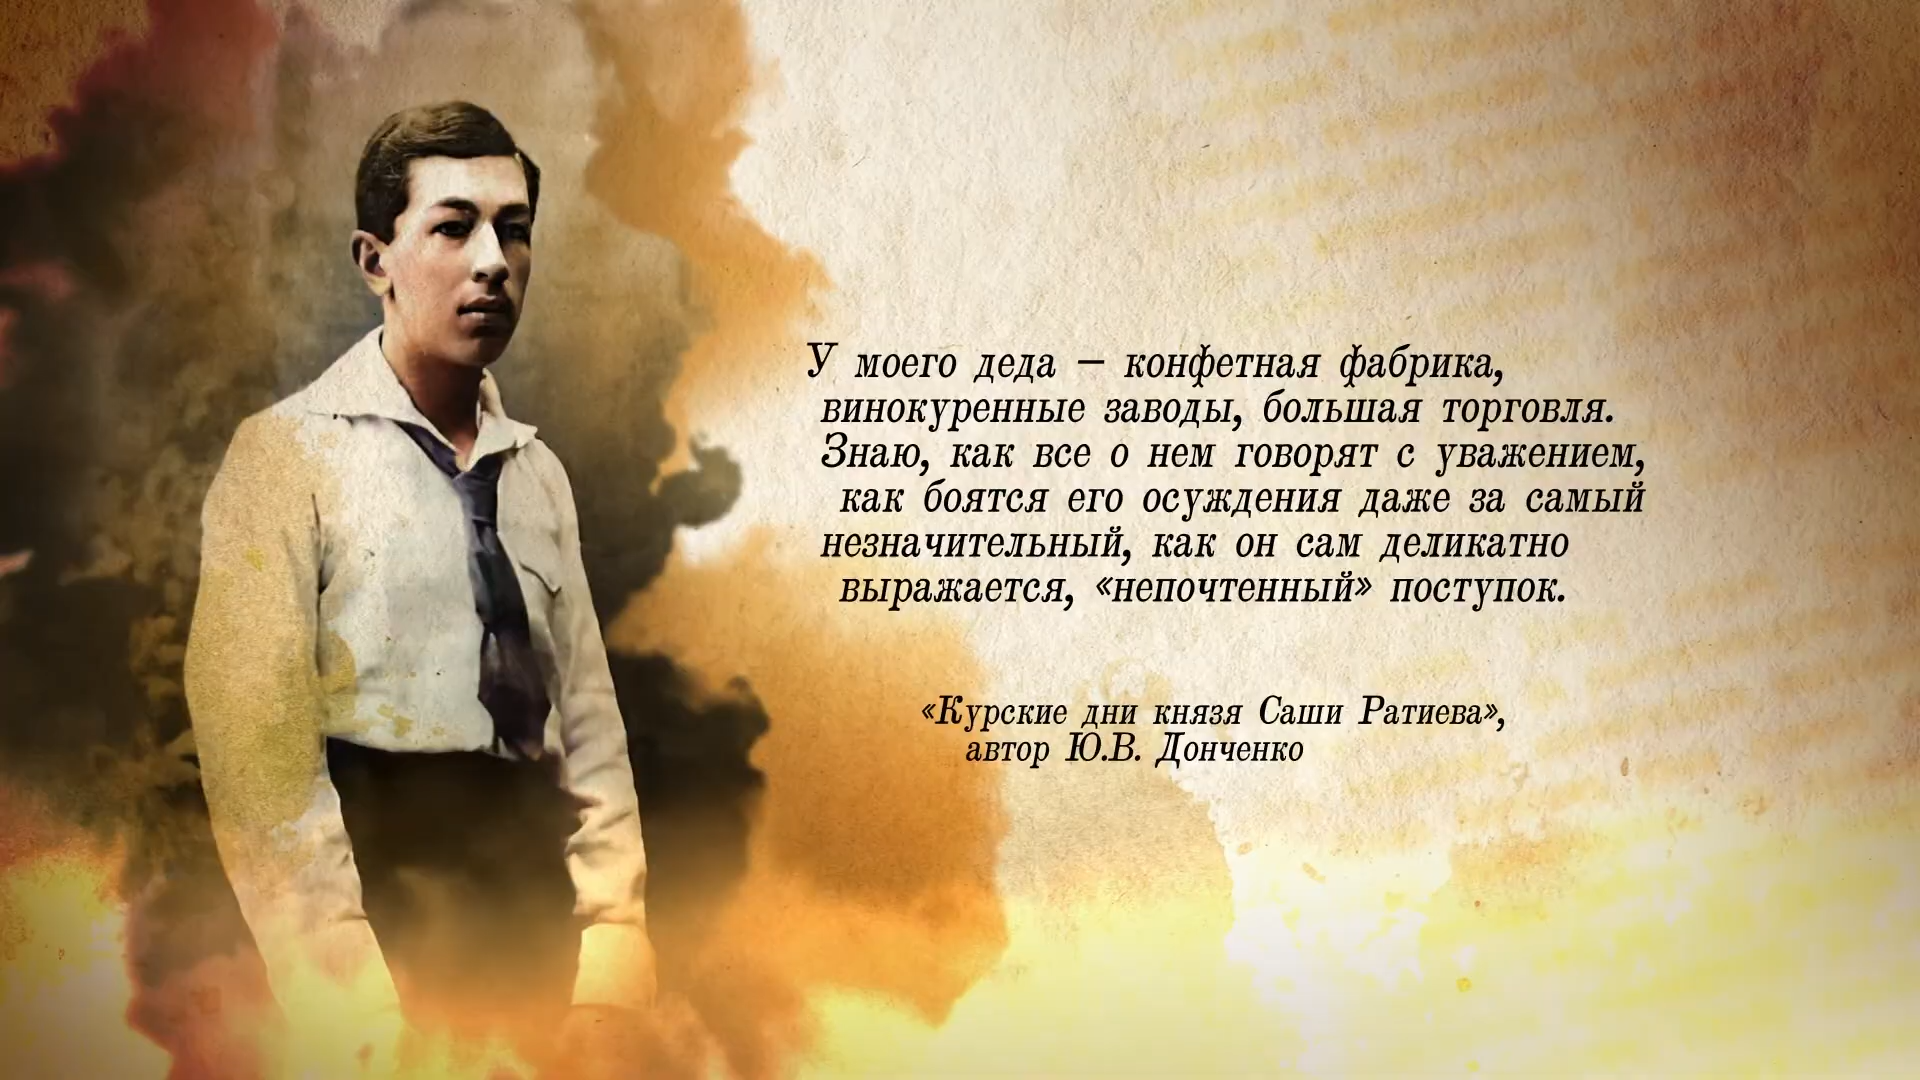 У моего деда — конфетная фабрика,
винокуренные заводы, большая торговля.
Знаю, как все о нем говорят с уважением,
как боятся его осуждения даже за самый
незначительный, как он сам деликатно
выражается, «непочтенный» поступок.
«Курские дни князя Саши Ратиева»,
автор Ю.В. Донченко